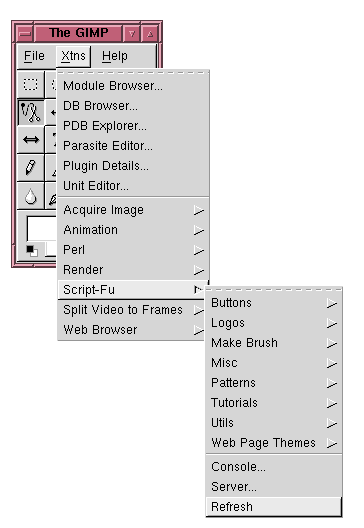 The GIMP
File Xtns Help
Module Browser...
DB Browser...
PDB Explorer...
Parasite Editor...
Plugin Details...
Unit Editor...
Acquire Image
Animation
Perl
Render
Script-Fu
Split Video to Frames
Web Browser
Buttons
Logos
Make Brush
Misc
Patterns
Tutorials
Utils
Web Page Themes
Console...
Server...
Refresh